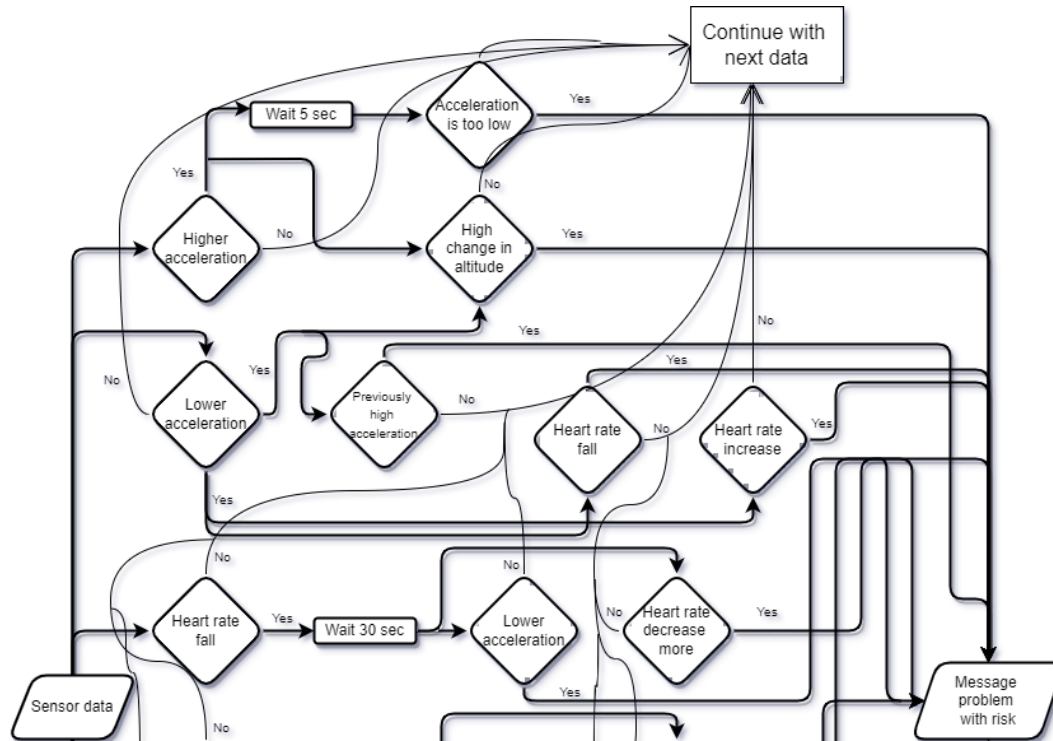 Continue with
next data
Wait 5 sec
Acceleration
is too low
Yes
Yes
No
Higher
acceleration
No
High
change in
altitude
Yes
Yes
Yes
No
No
Yes
Lower
acceleration
Previously
high
acceleration
No
Heart rate
fall
No
Heart rate
increase
Yes
Yes
No
No
Heart rate
fall
Yes
Wait 30 sec
Lower
acceleration
No
Heart rate
decrease
more
Yes
Yes
Sensor data
No
Message
problem
with risk